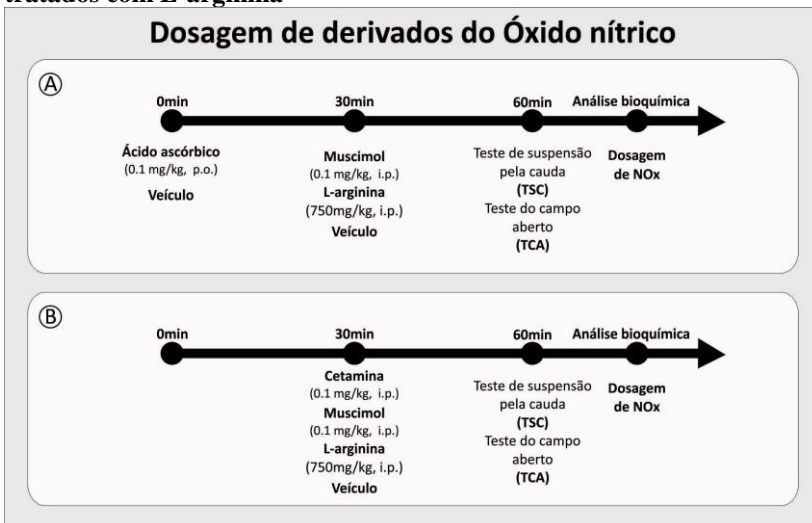 tratados com L-arginina
Dosagem de derivados do Óxido nítrico
A
0min
30min
60min
Análise bioquímica
Ácido ascórbico
(0.1 mg/kg, p.o.)
Veículo
Muscimol
(0.1 mg/kg, i.p.)
L-arginina
(750mg/kg, i.p.)
Veículo
Teste de suspensão
pela cauda
(TSC)
Teste do campo
aberto
(TCA)
Dosagem
de NOx
B
0min
30min
60min
Análise bioquímica
Cetamina
(0.1 mg/kg, i.p.)
Muscimol
(0.1 mg/kg, i.p.)
L-arginina
(750mg/kg, i.p.)
Veículo
Teste de suspensão
pela cauda
(TSC)
Teste do campo
aberto
(TCA)
Dosagem
de NOx